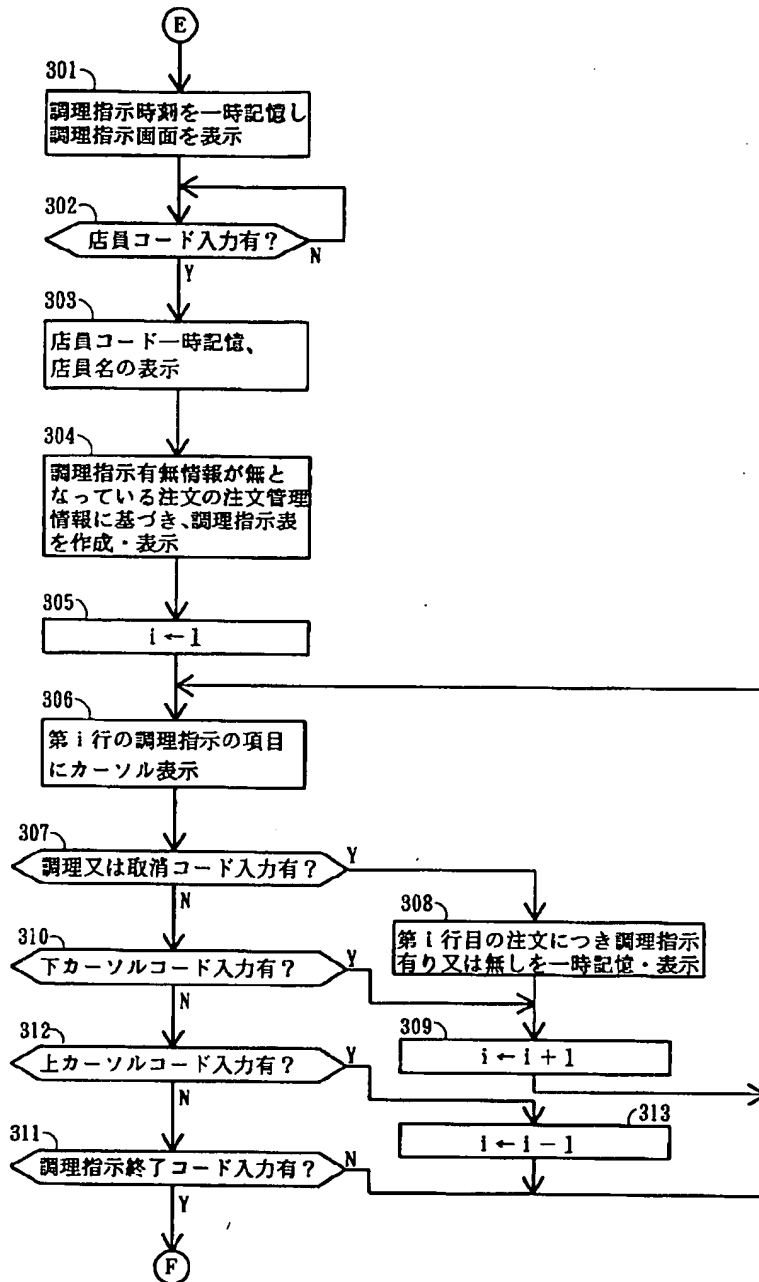 E
301
調理指示時刻を一時記憶し
調理指示画面を表示
302
店員コード入力有?
N
Y
303
店員コード一時記憶、
店員名の表示
304
調理指示有無情報が無と
なっている注文の注文管理
情報に基づき、調理指示表
を作成・表示
305
i←1
306
第i行の調理指示の項目
にカーソル表示
307
調理又は取消コード入力有?
Y
N
308
第i行目の注文につき調理指示
有り又は無しを一時記憶・表示
310
下カーソルコード入力有?
Y
N
309
i←i+1
312
上カーソルコード入力有?
Y
N
313
i←i-1
311
調理指示終了コード入力有?
N
Y
F